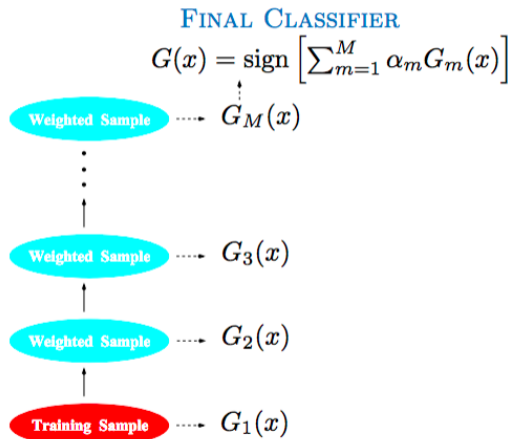 FINAL CLASSIFIER
G(x) = sign [∑_{m=1}^{M} α_m G_m(x)]
Weighted Sample G_M(x)
Weighted Sample G_3(x)
Weighted Sample G_2(x)
Training Sample G_1(x)